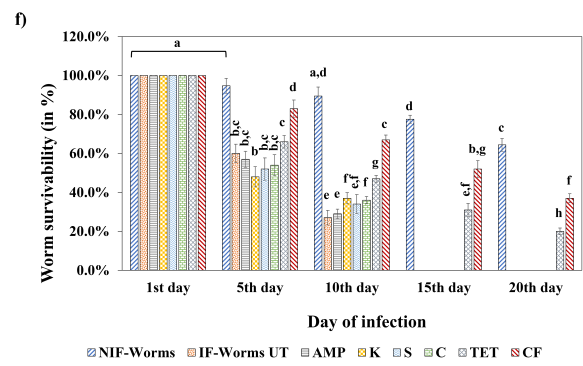 f)
Worm survivability (in %)
120.0%
100.0%
80.0%
60.0%
40.0%
20.0%
0.0%
a
b,c
b,c
b
b,c
b,c
c
d
a,d
e
e
f
e,f
f
g
c
d
e,f
b,g
c
h
f
1st day 5th day 10th day 15th day 20th day
Day of infection
NIF-Worms IF-Worms UT AMP K S C TET CF